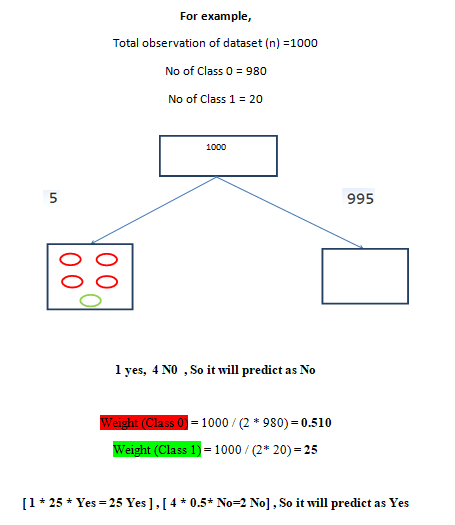 For example,
Total observation of dataset (n) =1000
No of Class 0 = 980
No of Class 1 = 20
1000
5
995
1 yes, 4 N0 , So it will predict as No
Weight (Class 0) = 1000 / (2 * 980) = 0.510
Weight (Class 1) = 1000 / (2* 20) = 25
[ 1 * 25 * Yes = 25 Yes ] , [ 4 * 0.5* No=2 No] , So it will predict as Yes